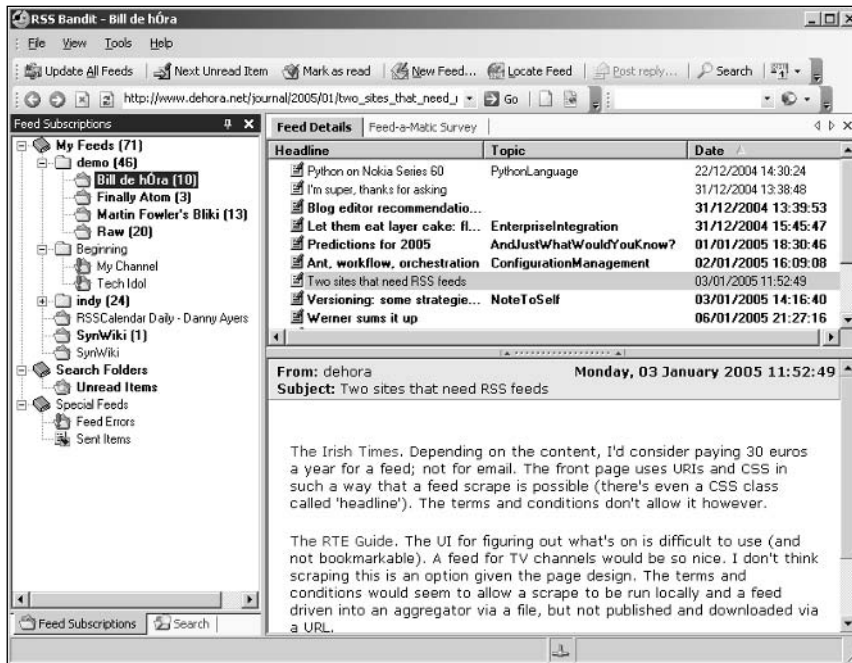 RSS Bandit - Bill de hÓra
File View Tools Help
Update All Feeds Next Unread Item Mark as read New Feed... Locate Feed Post reply... Search
http://www.dehora.net/journal/2005/01/two_sites_that_need_r Go
Feed Subscriptions
My Feeds (71)
demo (46)
Bill de hÓra (10)
Finally Atom (3)
Martin Fowler's Bliki (13)
Raw (20)
Beginning
My Channel
Tech Idol
indy (24)
RSSCalendar Daily - Danny Ayers
SynWiki (1)
SynWiki
Search Folders
Unread Items
Special Feeds
Feed Errors
Sent Items
Feed Subscriptions Search
Feed Details Feed-a-Matic Survey
Headline Topic Date
Python on Nokia Series 60 PythonLanguage 22/12/2004 14:30:24
I'm super, thanks for asking 31/12/2004 13:38:48
Blog editor recommendatio... 31/12/2004 13:39:53
Let them eat layer cake: fl... EnterpriseIntegration 31/12/2004 15:45:47
Predictions for 2005 AndJustWhatWouldYouKnow? 01/01/2005 18:30:46
Ant, workflow, orchestration ConfigurationManagement 02/01/2005 16:09:08
Two sites that need RSS feeds 03/01/2005 11:52:49
Versioning: some strategie... NoteToSelf 03/01/2005 14:16:40
Werner sums it up 06/01/2005 21:27:16
From: dehora Monday, 03 January 2005 11:52:49
Subject: Two sites that need RSS feeds
The Irish Times. Depending on the content, I'd consider paying 30 euros
a year for a feed; not for email. The front page uses URIs and CSS in
such a way that a feed scrape is possible (there's even a CSS class
called 'headline'). The terms and conditions don't allow it however.
The RTE Guide. The UI for figuring out what's on is difficult to use (and
not bookmarkable). A feed for TV channels would be so nice. I don't think
scraping this is an option given the page design. The terms and
conditions would seem to allow a scrape to be run locally and a feed
driven into an aggregator via a file, but not published and downloaded via
a URL.